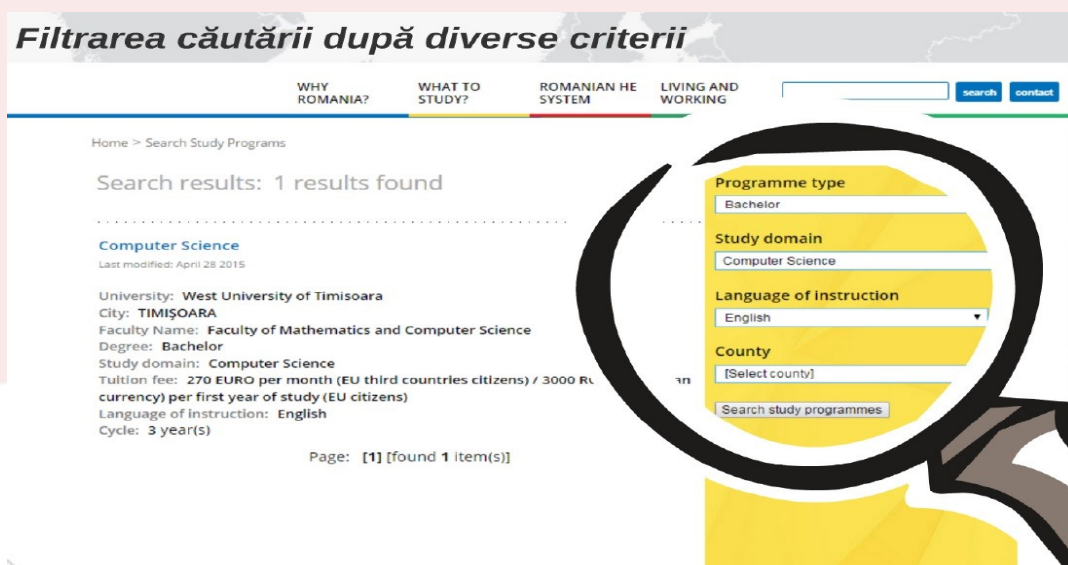 Filtrarea căutării după diverse criterii
WHY ROMANIA?
WHAT TO STUDY?
ROMANIAN HE SYSTEM
LIVING AND WORKING
search
contact
Home > Search Study Programs
Search results: 1 results found
Computer Science
Last modified: April 28 2015
University: West University of Timisoara
City: TIMIŞOARA
Faculty Name: Faculty of Mathematics and Computer Science
Degree: Bachelor
Study domain: Computer Science
Tuition fee: 270 EURO per month (EU third countries citizens) / 3000
currency) per first year of study (EU citizens)
Language of instruction: English
Cycle: 3 year(s)
Page: [1] [found 1 item(s)]
Programme type
Bachelor
Study domain
Computer Science
Language of instruction
English
County
[Select county]
Search study programmes